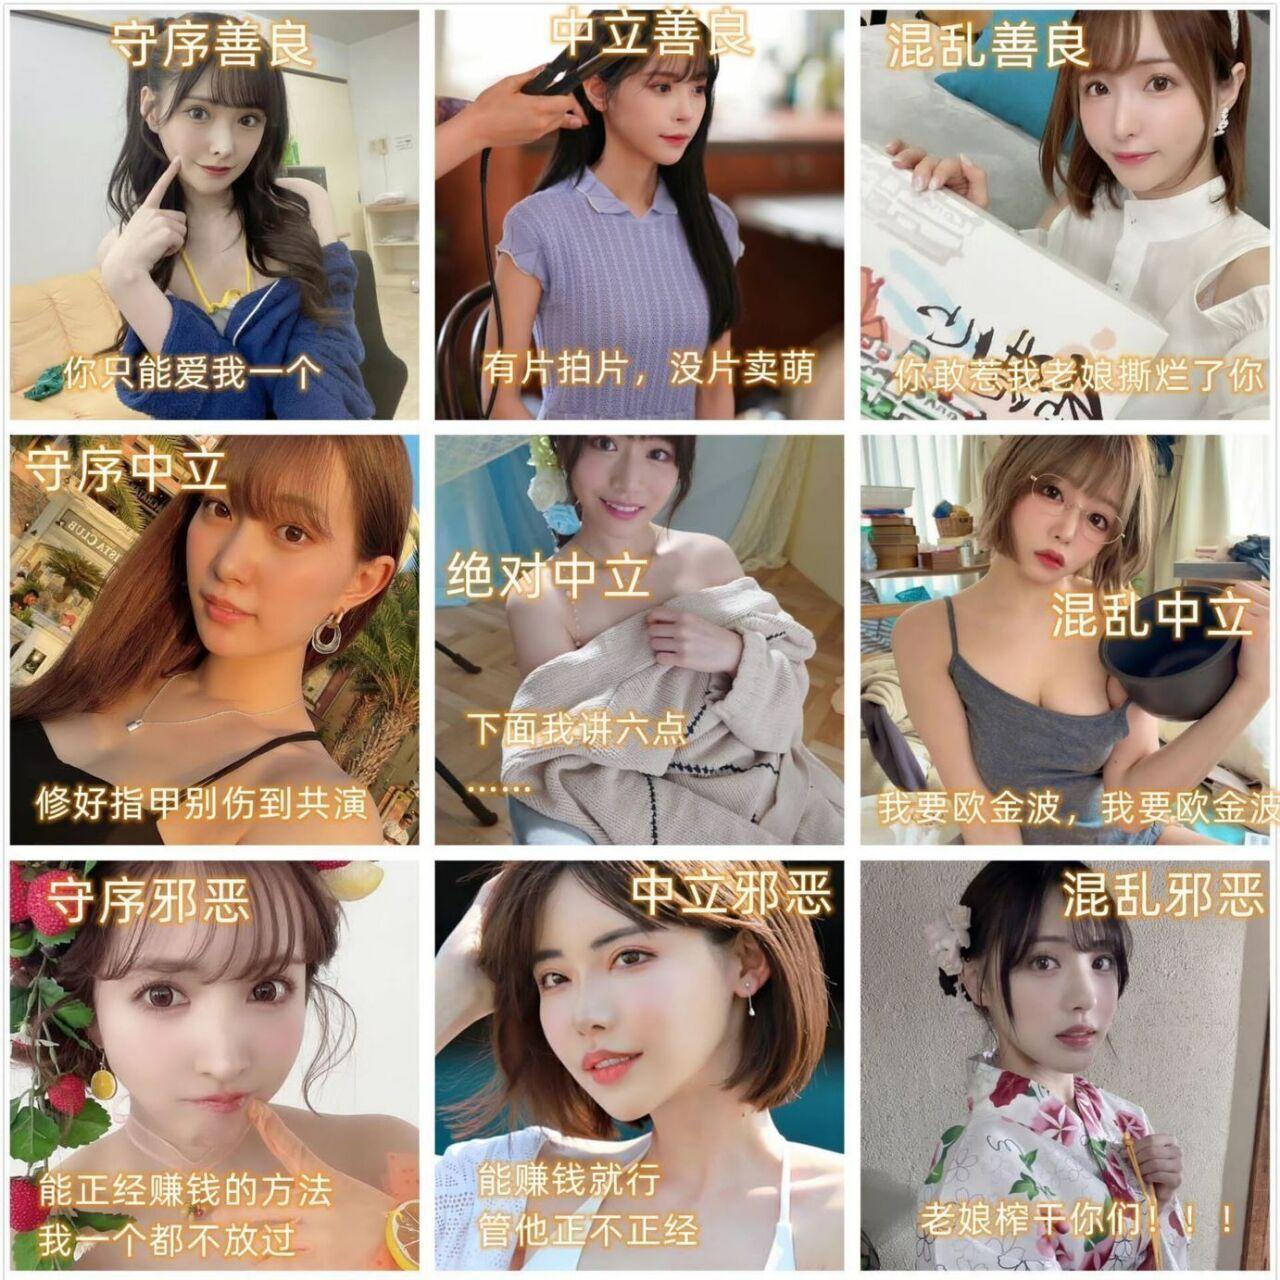 守序善良
你只能爱我一个
中立善良
有片拍片，没片卖萌
混乱善良
你敢惹我老娘撕烂了你
守序中立
修好指甲别伤到共演
绝对中立
下面我讲六点
……
混乱中立
我要欧金波，我要欧金波
守序邪恶
能正经赚钱的方法
我一个都不放过
中立邪恶
能赚钱就行
管他正不正经
混乱邪恶
老娘榨干你们！！！